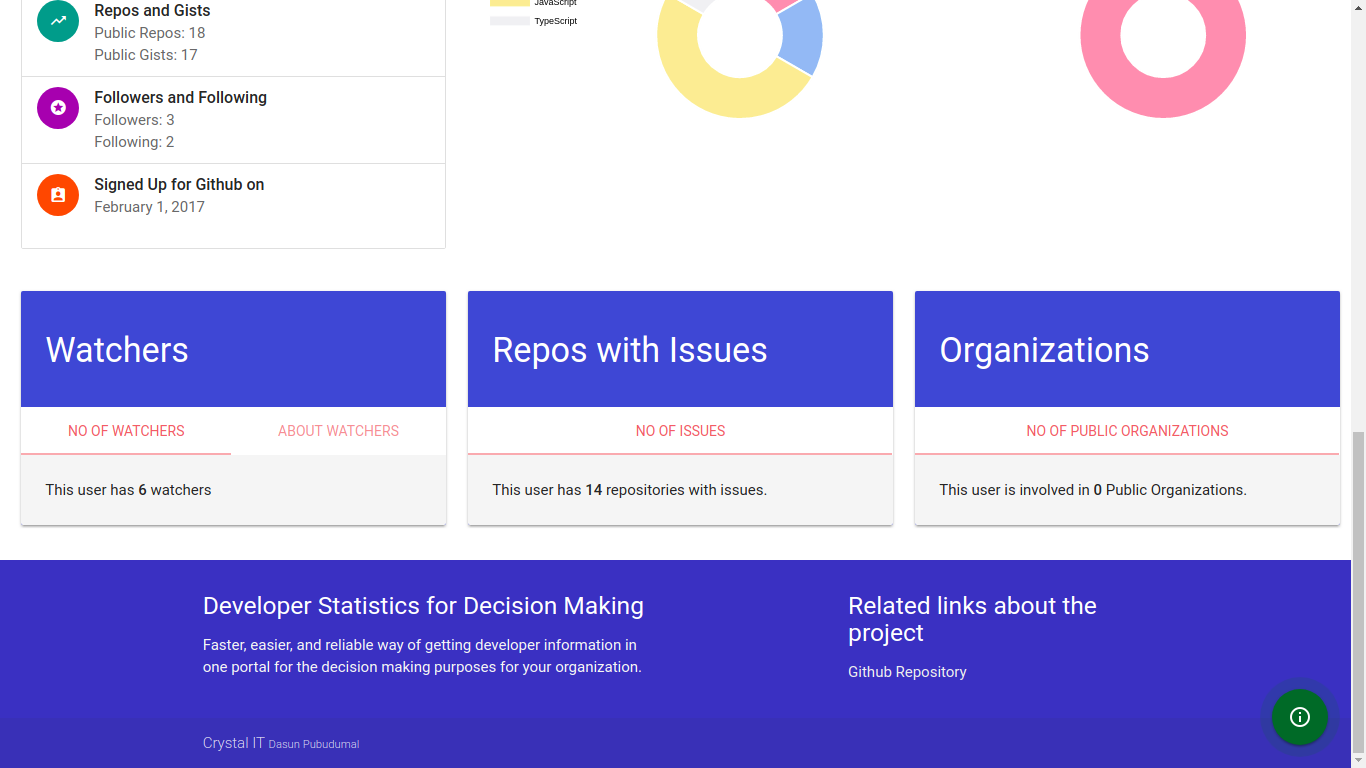 Repos and Gists
Public Repos: 18
Public Gists: 17
Followers and Following
Followers: 3
Following: 2
Signed Up for Github on
February 1, 2017
JavaScript
TypeScript
Watchers
NO OF WATCHERS
ABOUT WATCHERS
This user has 6 watchers
Repos with Issues
NO OF ISSUES
This user has 14 repositories with issues.
Organizations
NO OF PUBLIC ORGANIZATIONS
This user is involved in 0 Public Organizations.
Developer Statistics for Decision Making
Faster, easier, and reliable way of getting developer information in
one portal for the decision making purposes for your organization.
Related links about the
project
Github Repository
Crystal IT Dasun Pubudumal